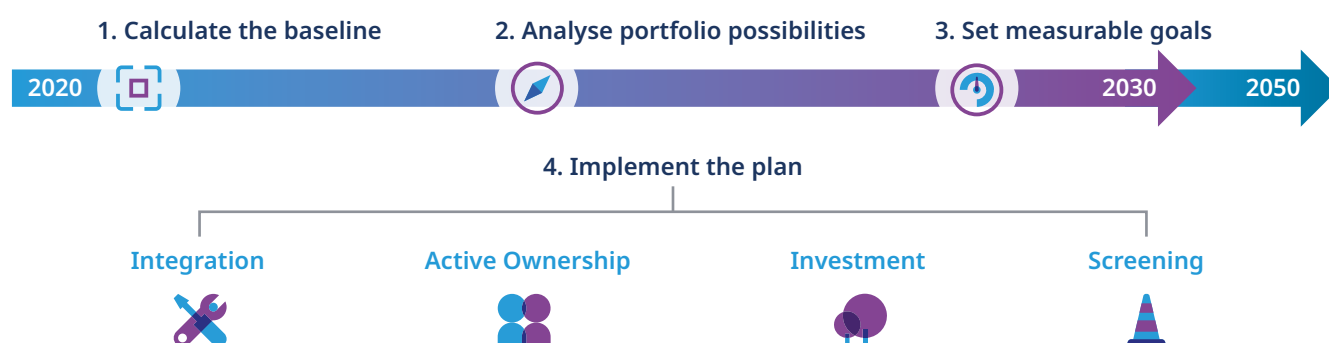 1. Calculate the baseline
2. Analyse portfolio possibilities
3. Set measurable goals
2020
2030
2050
4. Implement the plan
Integration
Active Ownership
Investment
Screening